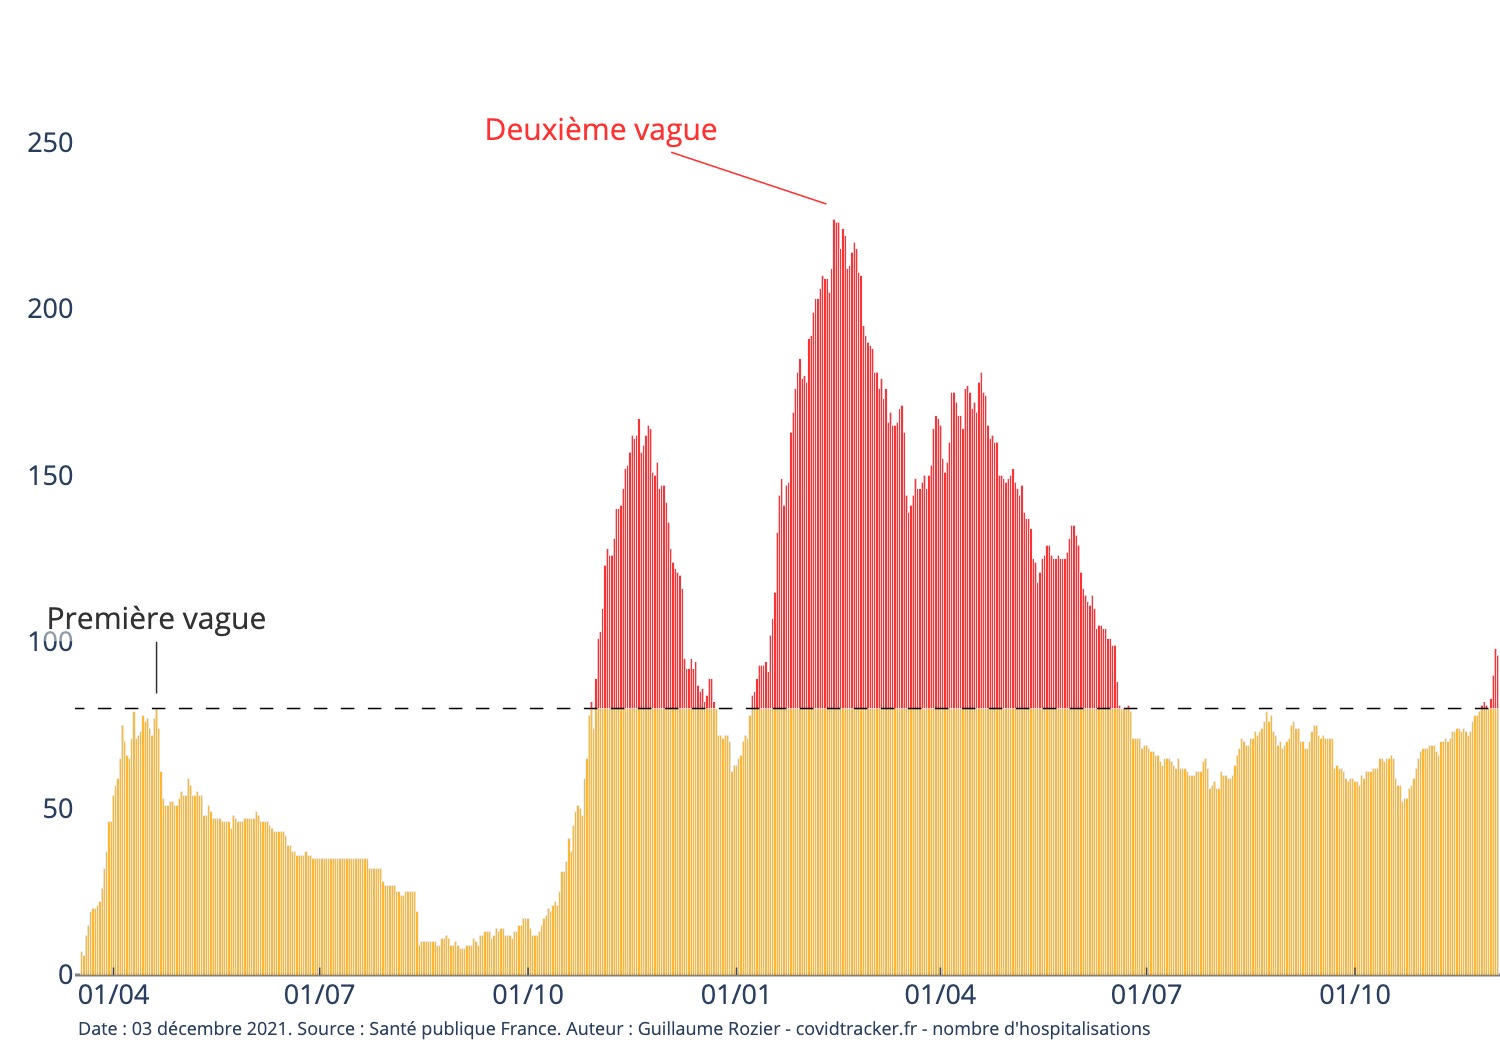 Deuxième vague
250
200
150
Première vague
100
50
0
01/04 01/07 01/10 01/01 01/04 01/07 01/10
Date : 03 décembre 2021. Source : Santé publique France. Auteur : Guillaume Rozier - covidtracker.fr - nombre d'hospitalisations